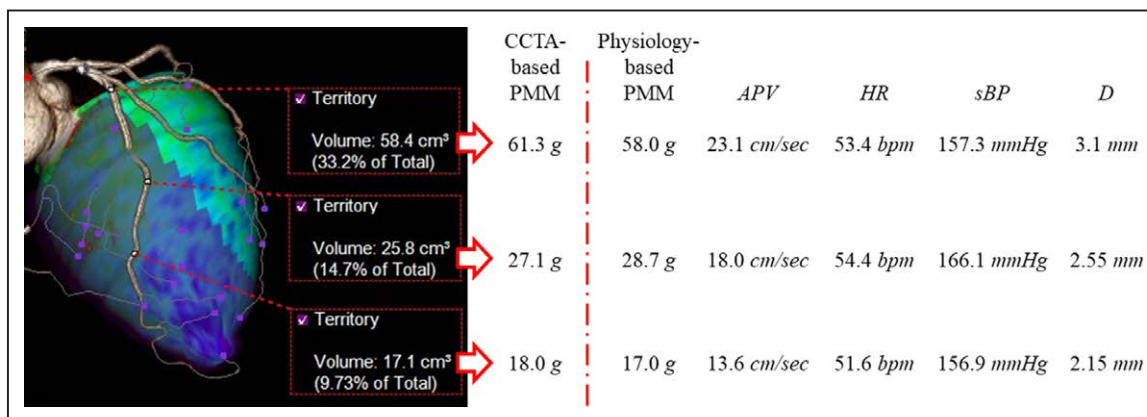 CCTA-based PMM
Physiology-based PMM
APV
HR
sBP
D
Territory
Volume: 58.4 cm³
(33.2% of Total)
61.3 g
58.0 g
23.1 cm/sec
53.4 bpm
157.3 mmHg
3.1 mm
Territory
Volume: 25.8 cm³
(14.7% of Total)
27.1 g
28.7 g
18.0 cm/sec
54.4 bpm
166.1 mmHg
2.55 mm
Territory
Volume: 17.1 cm³
(9.73% of Total)
18.0 g
17.0 g
13.6 cm/sec
51.6 bpm
156.9 mmHg
2.15 mm